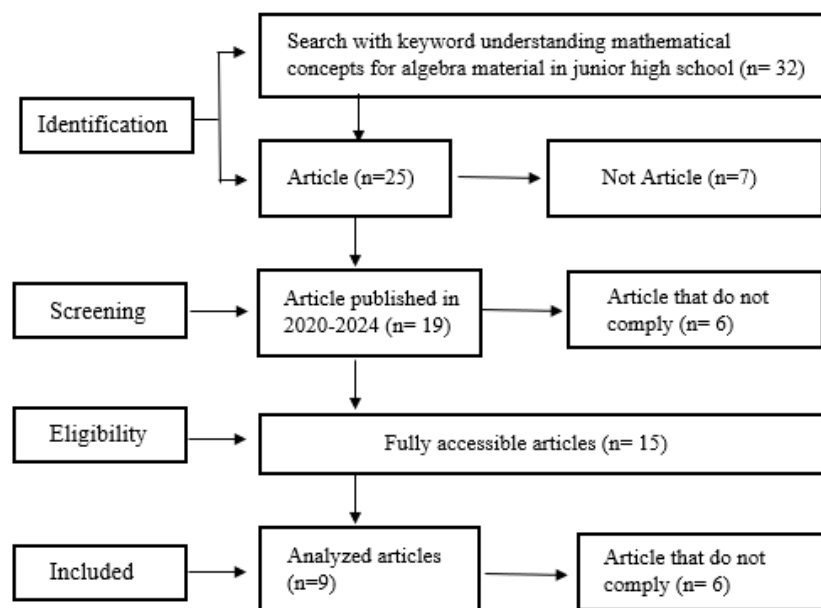 Search with keyword understanding mathematical
concepts for algebra material in junior high school (n= 32)
Identification
Article (n=25)
Not Article (n=7)
Screening
Article published in
2020-2024 (n= 19)
Article that do not
comply (n= 6)
Eligibility
Fully accessible articles (n= 15)
Included
Analyzed articles
(n=9)
Article that do not
comply (n= 6)